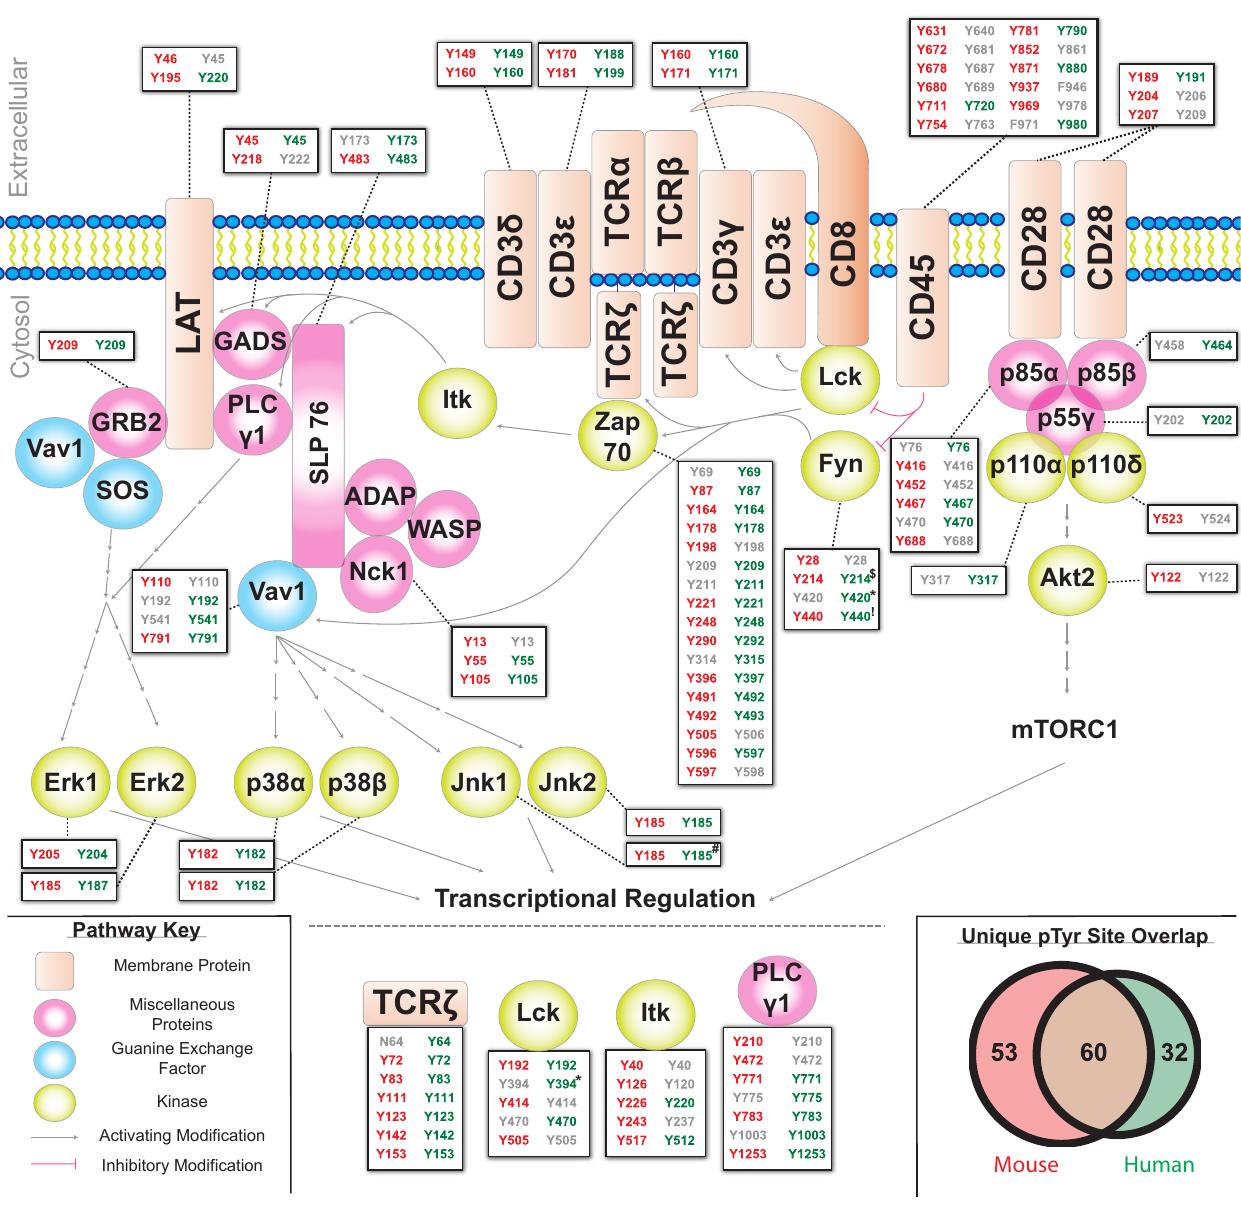 Extracellular
Cytosol
Y46 Y45
Y195 Y220
Y45 Y45
Y218 Y222
Y173 Y173
Y483 Y483
Y149 Y149
Y160 Y160
Y170 Y188
Y181 Y199
Y160 Y160
Y171 Y171
Y631 Y640 Y781 Y790
Y672 Y681 Y852 Y861
Y678 Y687 Y871 Y880
Y680 Y689 Y937 F946
Y711 Y720 Y969 Y978
Y754 Y763 F971 Y980
Y189 Y191
Y204 Y206
Y207 Y209
LAT
CD3δ
CD3ε
TCRα
TCRβ
CD3γ
CD3ε
CD8
CD45
CD28
CD28
TCRζ
TCRζ
GADS
PLC
γ1
SLP 76
Itk
Zap
70
Lck
Fyn
Y209 Y209
GRB2
Vav1
SOS
ADAP
WASP
Nck1
Vav1
p85α
p85β
p55γ
p110α
p110δ
Y458 Y464
Y202 Y202
Y76 Y76
Y416 Y416
Y452 Y452
Y467 Y467
Y470 Y470
Y688 Y688
Y523 Y524
Y317 Y317
Akt2
Y122 Y122
Y69 Y69
Y87 Y87
Y164 Y164
Y178 Y178
Y198 Y198
Y209 Y209
Y211 Y211
Y221 Y221
Y248 Y248
Y290 Y292
Y314 Y315
Y396 Y397
Y491 Y492
Y492 Y493
Y505 Y506
Y596 Y597
Y597 Y598
Y28 Y28
Y214 Y214$
Y420 Y420*
Y440 Y440!
Y110 Y110
Y192 Y192
Y541 Y541
Y791 Y791
Y13 Y13
Y55 Y55
Y105 Y105
mTORC1
Erk1
Erk2
p38α
p38β
Jnk1
Jnk2
Y185 Y185
Y185 Y185#
Y205 Y204
Y185 Y187
Y182 Y182
Y182 Y182
Transcriptional Regulation
Pathway Key
Membrane Protein
Miscellaneous
Proteins
Guanine Exchange
Factor
Kinase
Activating Modification
Inhibitory Modification
TCRζ
N64 Y64
Y72 Y72
Y83 Y83
Y111 Y111
Y123 Y123
Y142 Y142
Y153 Y153
Lck
Y192 Y192
Y394 Y394*
Y414 Y414
Y470 Y470
Y505 Y505
Itk
Y40 Y40
Y126 Y120
Y226 Y220
Y243 Y237
Y517 Y512
PLC
γ1
Y210 Y210
Y472 Y472
Y771 Y771
Y775 Y775
Y783 Y783
Y1003 Y1003
Y1253 Y1253
Unique pTyr Site Overlap
53 60 32
Mouse Human